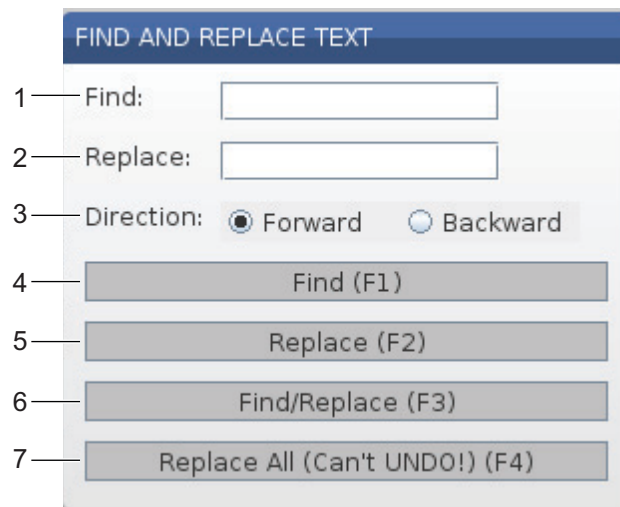 FIND AND REPLACE TEXT
1 Find:
2 Replace:
3 Direction: Forward Backward
4 Find (F1)
5 Replace (F2)
6 Find/Replace (F3)
7 Replace All (Can't UNDO!) (F4)